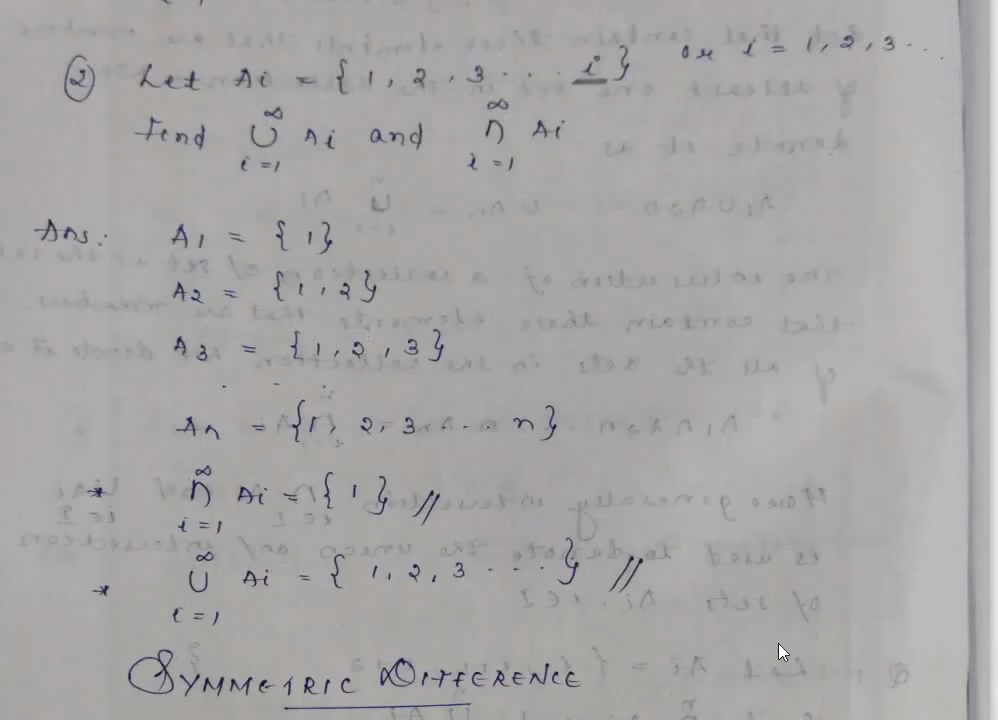 ② Let Ai = {1, 2, 3 ... i} or i = 1, 2, 3 ...
Find ∞∪i=1 Ai and ∞∩i=1 Ai
Ans: A1 = {1}
A2 = {1, 2}
A3 = {1, 2, 3}
. . .
An = {1, 2, 3 ... n}
* ∞∩i=1 Ai = {1} //
* ∞∪i=1 Ai = {1, 2, 3 ...} //
SYMMETRIC DIFFERENCE